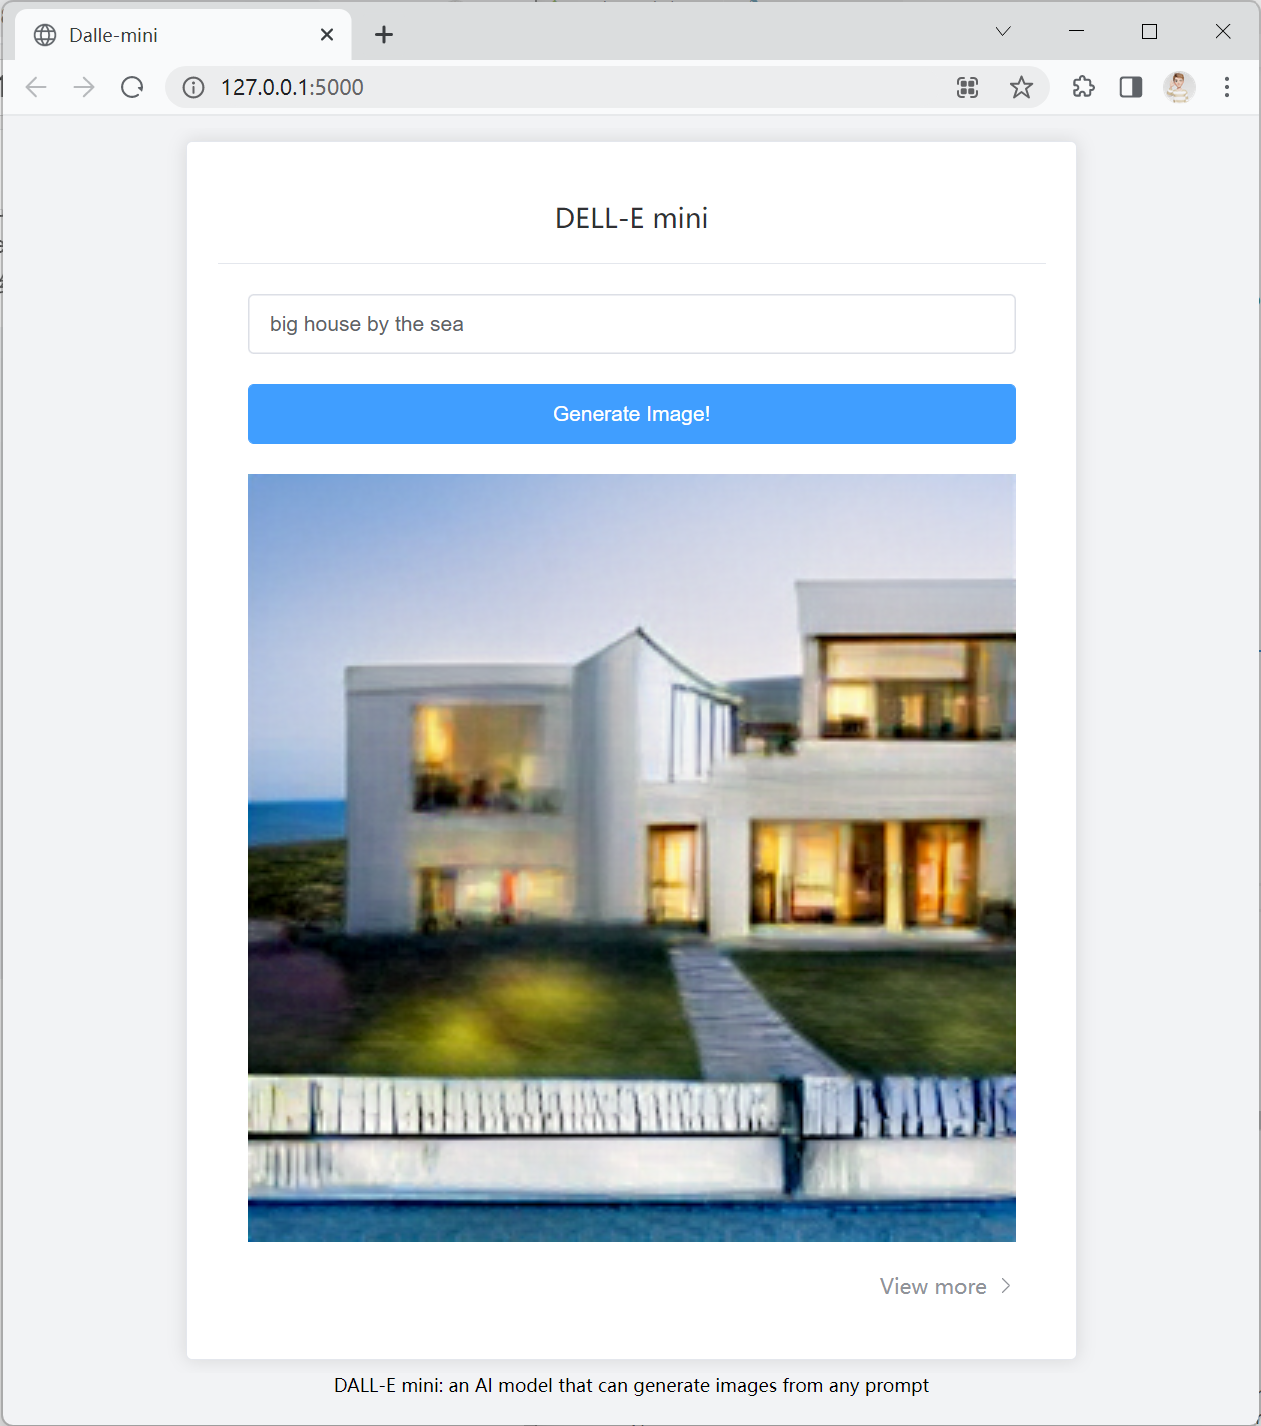 Dalle-mini
127.0.0.1:5000
DELL-E mini
big house by the sea
Generate Image!
View more
DALL-E mini: an AI model that can generate images from any prompt